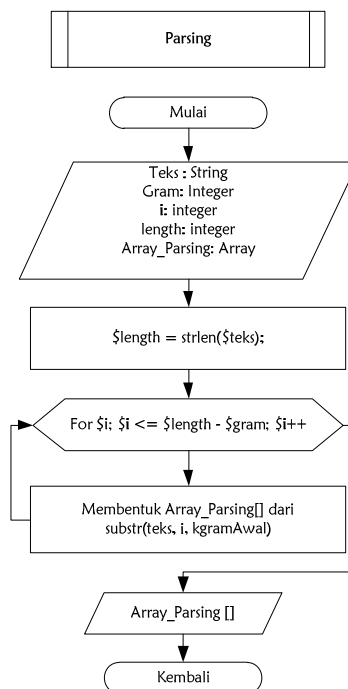 Parsing
Mulai
Teks : String
Gram: Integer
i: integer
length: integer
Array_Parsing: Array
$length = strlen($teks);
For $i; $i <= $length - $gram; $i++
Membentuk Array_Parsing[] dari
substr(teks, i, kgramAwal)
Array_Parsing []
Kembali